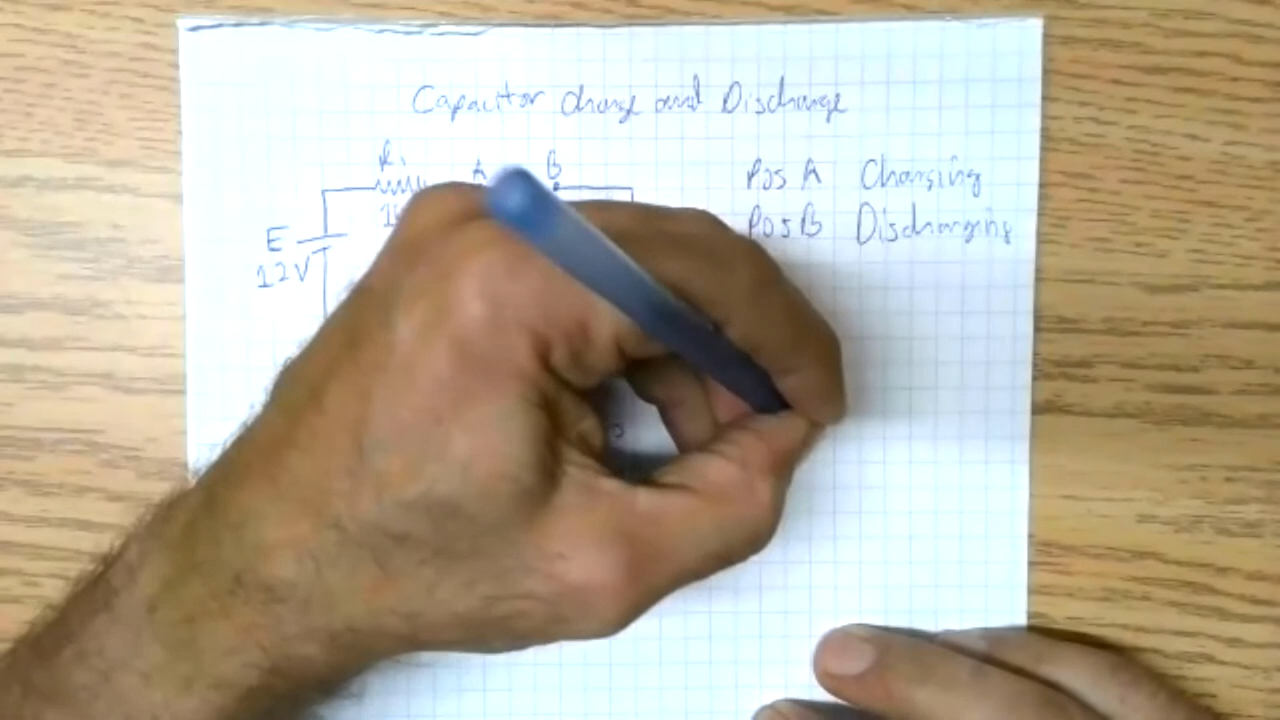 Capacitor charge and Discharge
R1
A B
Pos A Charging
Pos B Discharging
E
12V